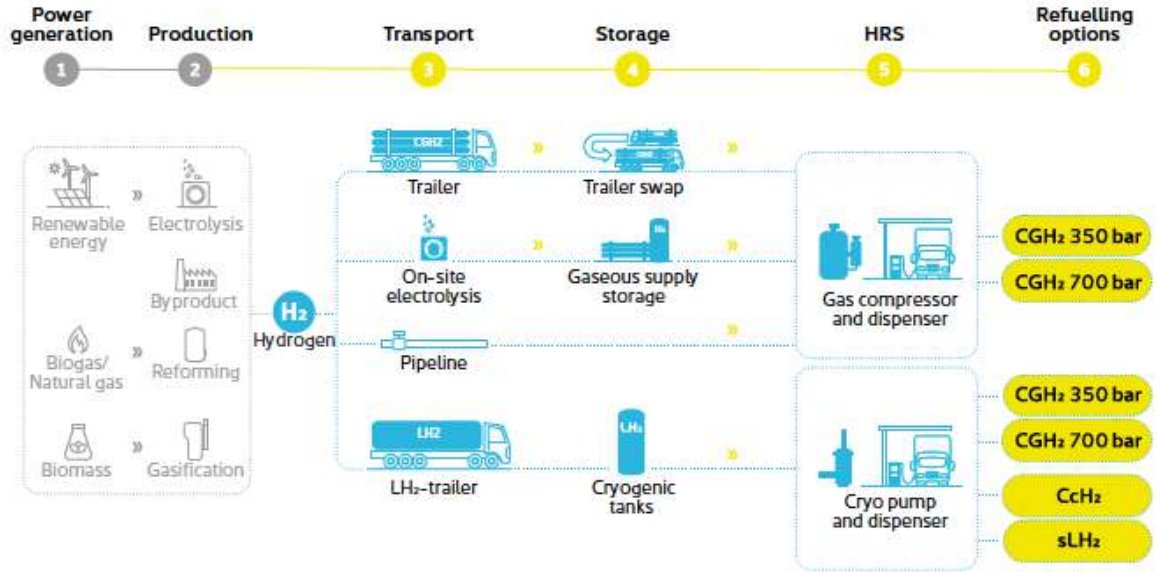 Power
generation
Production
Transport
Storage
HRS
Refuelling
options
1
2
3
4
5
6
CGH2
Trailer
Trailer swap
Renewable
energy
Electrolysis
On-site
electrolysis
Gaseous supply
storage
Byproduct
H₂
Hydrogen
Biogas/
Natural gas
Reforming
Pipeline
Gas compressor
and dispenser
CGH₂ 350 bar
CGH₂ 700 bar
Biomass
Gasification
LH2
LH₂-trailer
LH₂
Cryogenic
tanks
Cryo pump
and dispenser
CGH₂ 350 bar
CGH₂ 700 bar
CcH₂
sLH₂